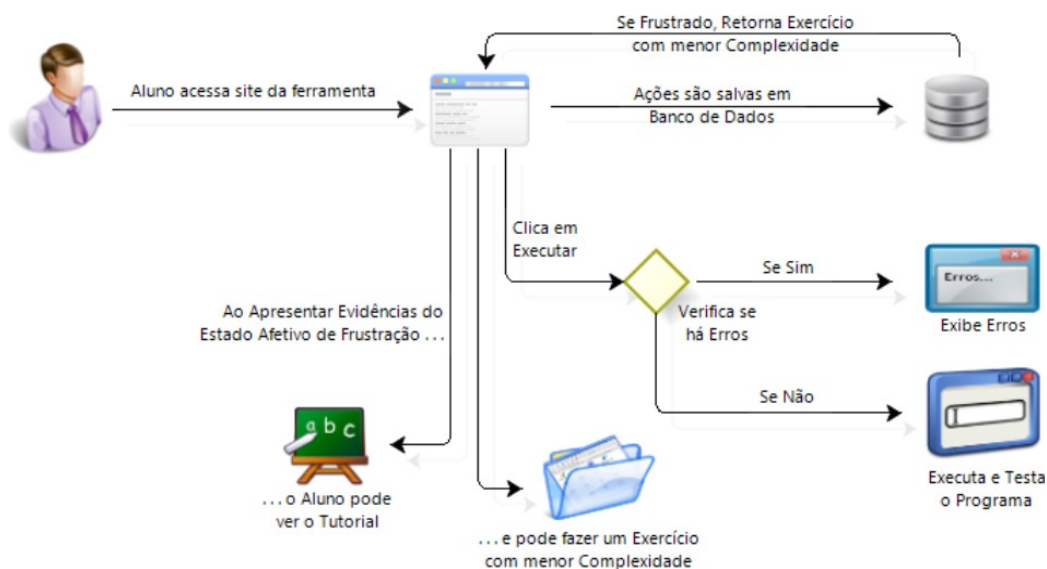 Se Frustrado, Retorna Exercício
com menor Complexidade
Aluno acessa site da ferramenta
Ações são salvas em
Banco de Dados
Clica em
Executar
Se Sim
Erros...
Exibe Erros
Verifica se
há Erros
Ao Apresentar Evidências do
Estado Afetivo de Frustração ...
Se Não
a b c
Executa e Testa
o Programa
...o Aluno pode
ver o Tutorial
...e pode fazer um Exercício
com menor Complexidade